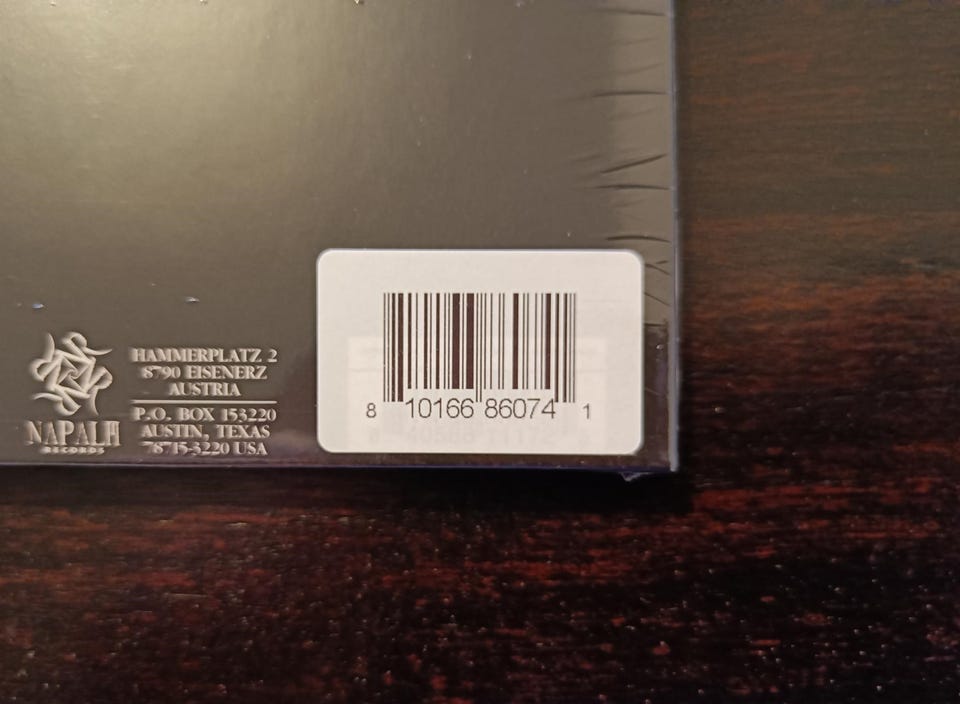 HAMMERPLATZ 2
8790 EISENERZ
AUSTRIA
P.O. BOX 153220
AUSTIN, TEXAS
78715-3220 USA
NAPALM
RECORDS
8 10166 86074 1